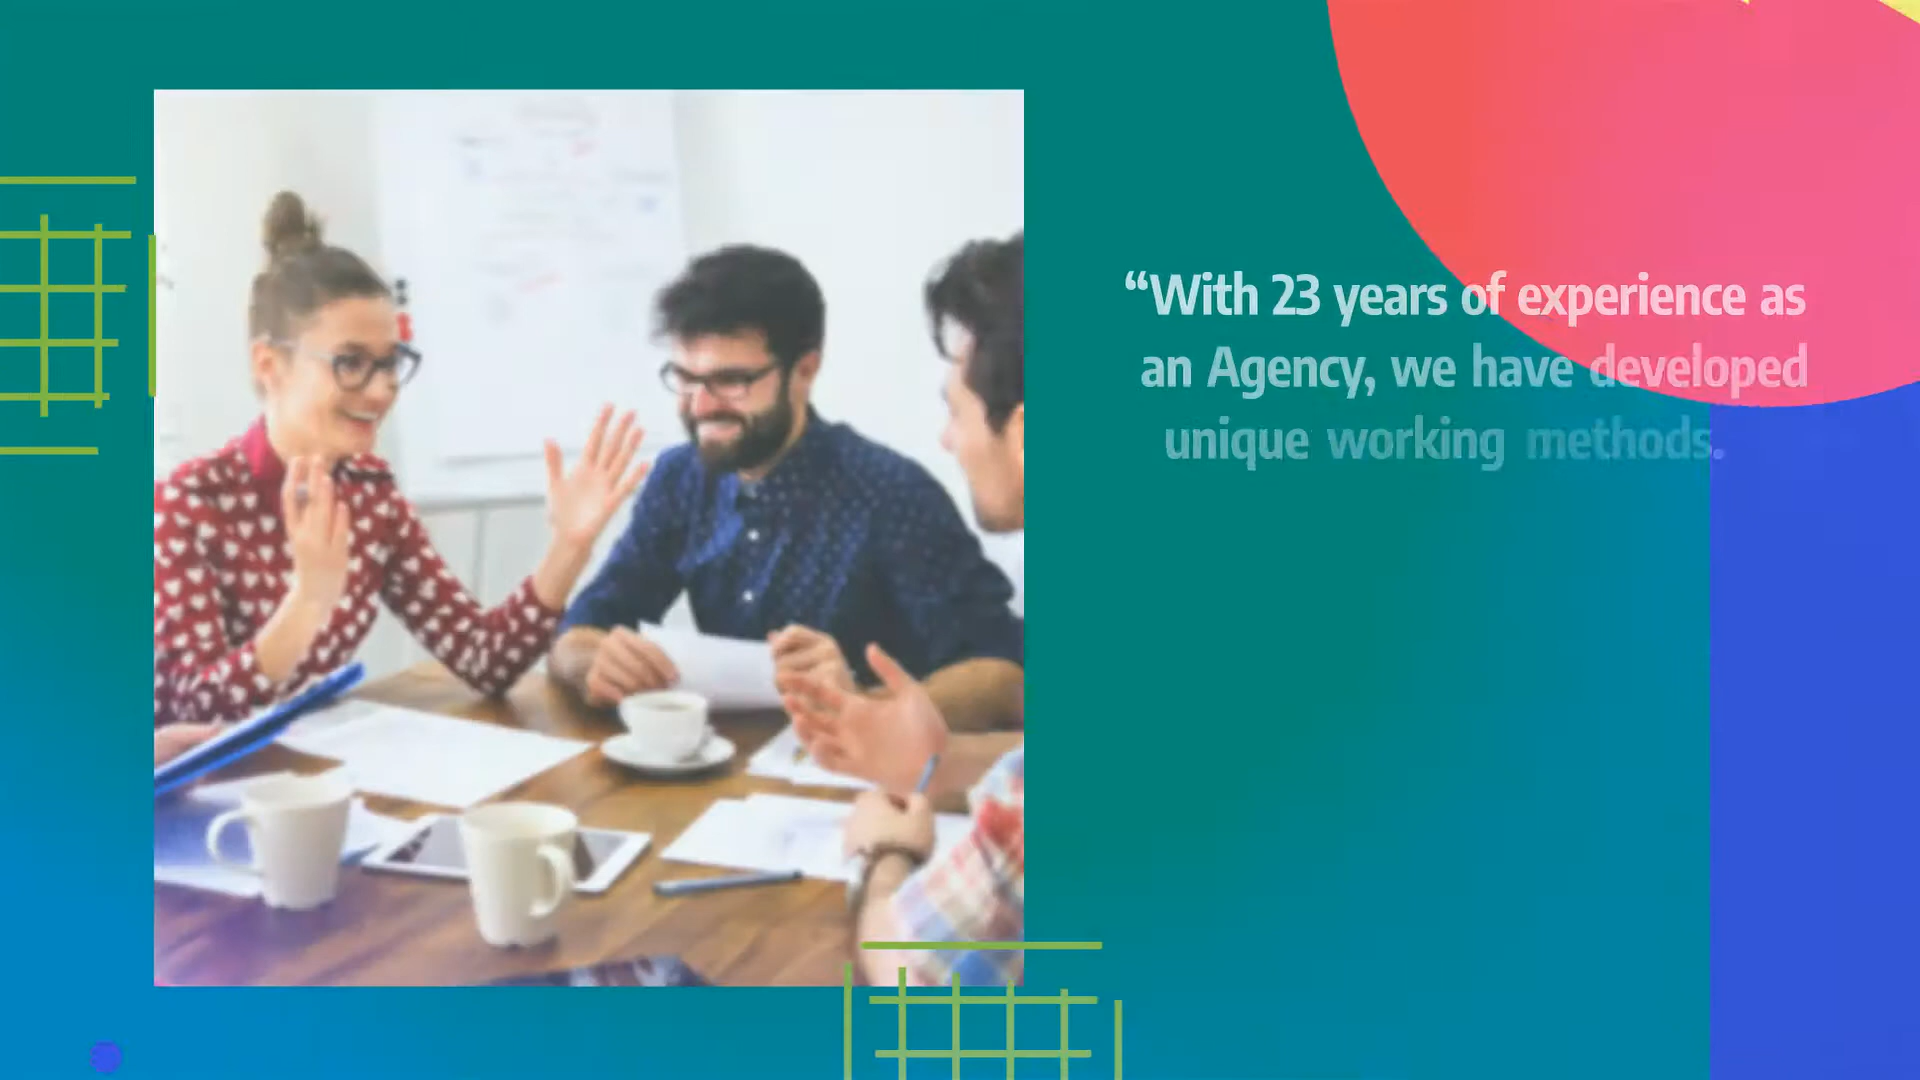 “With 23 years of experience as
an Agency, we have developed
unique working methods.